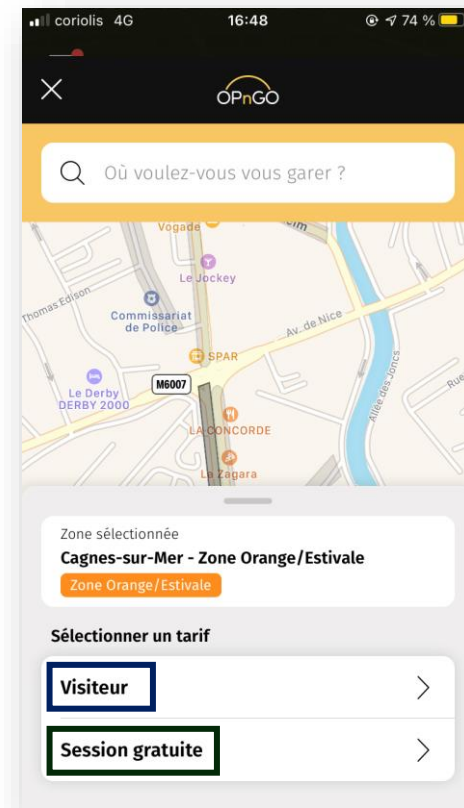 coriolis 4G 16:48 74 %
OPnGO
Où voulez-vous vous garer ?
Vogade
Le Jockey
Thomas Edison
Commissariat
de Police
Av. de Nice
SPAR
Le Derby
DERBY 2000
M6007
Allée des Joncs
Rue
LA CONCORDE
La Zagara
Zone sélectionnée
Cagnes-sur-Mer - Zone Orange/Estivale
Zone Orange/Estivale
Sélectionner un tarif
Visiteur
Session gratuite